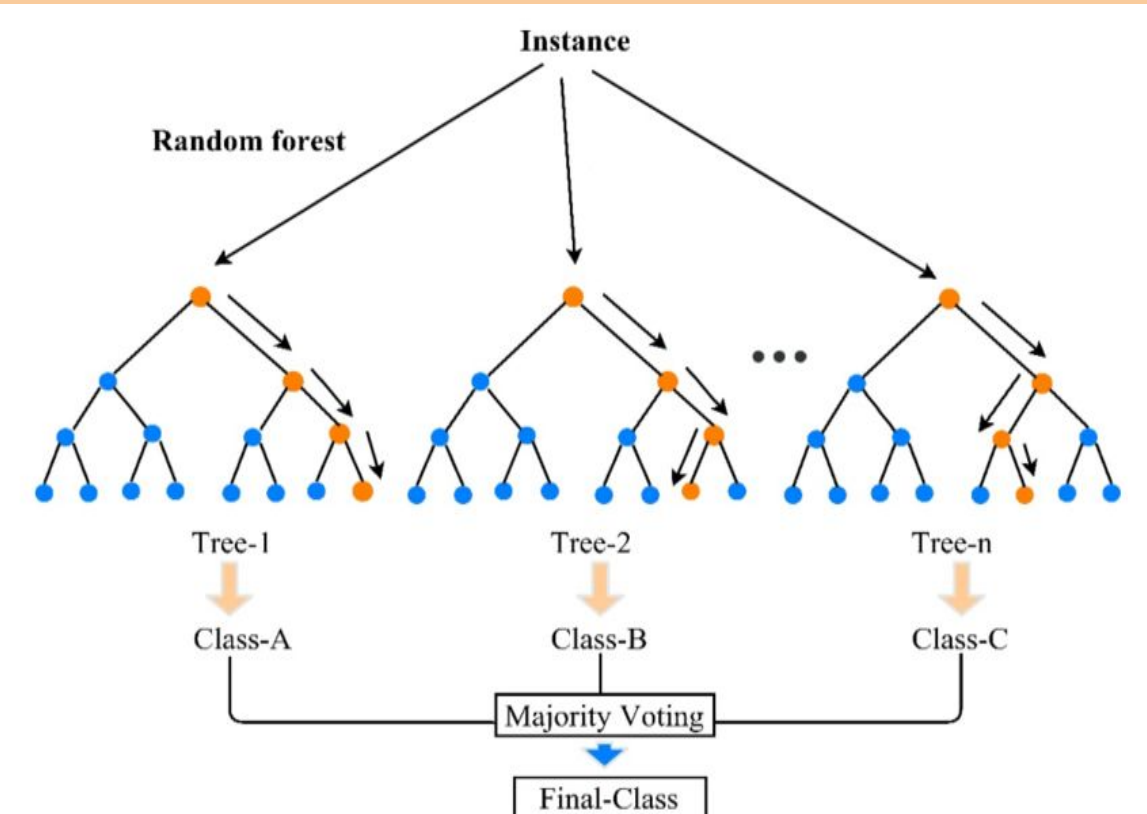 Instance
Random forest
Tree-1 Tree-2 Tree-n
Class-A Class-B Class-C
Majority Voting
Final-Class